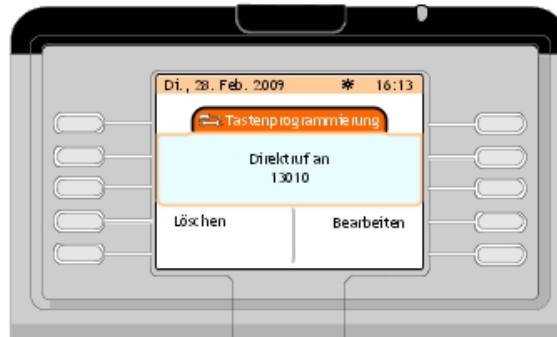 Di., 28. Feb. 2009 16:13
Tastenprogrammierung
Direktruf an
13010
Löschen Bearbeiten